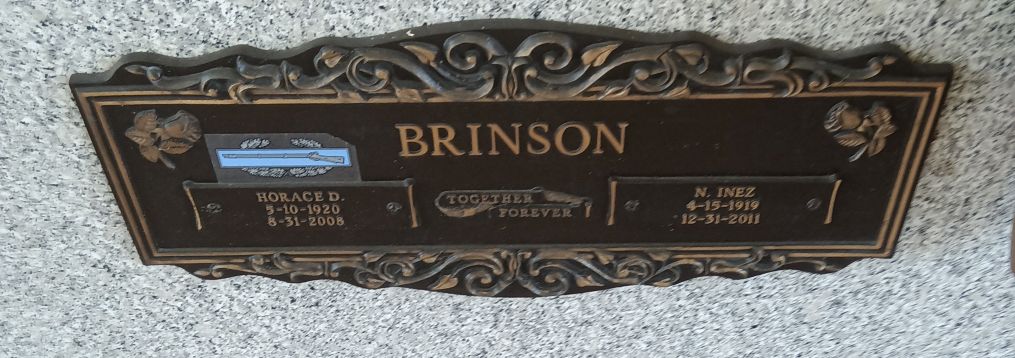 BRINSON
HORACE D.
5-10-1920
8-31-2008
TOGETHER
FOREVER
N. INEZ
4-15-1919
12-31-2011